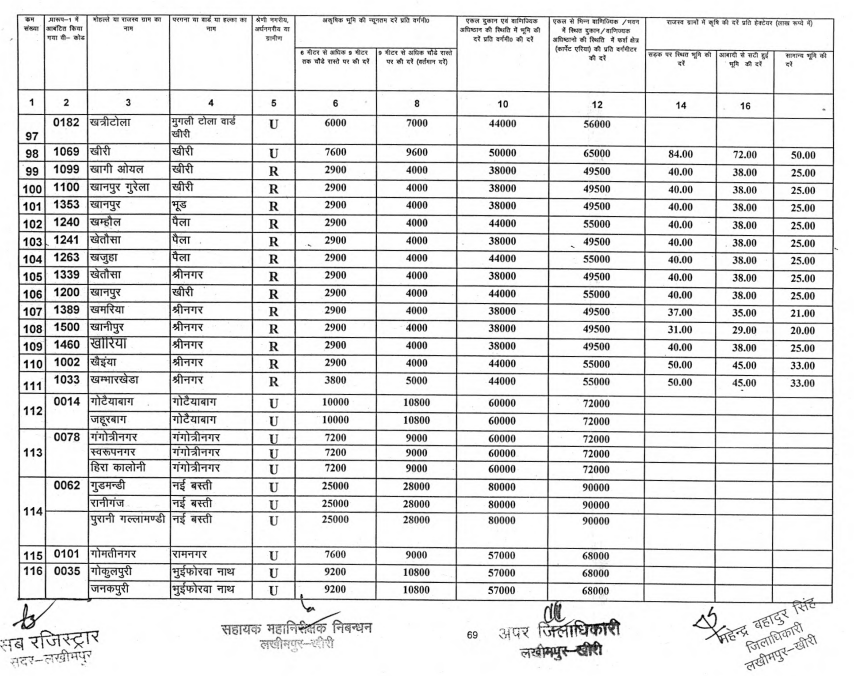 क्रम संख्या | प्रारूप–1 में आबंटित किया गया वी– कोड | मोहल्ले या राजस्व ग्राम का नाम | परगना या वार्ड या हल्का का नाम | श्रेणी नगरीय, अर्धनगरीय या ग्रामीण | अकृषिक भूमि की न्यूनतम दरें प्रति वर्गमी० | एकल दुकान एवं वाणिज्यिक अधिष्ठान की स्थिति में भूमि की दरें प्रति वर्गमी० की दरें | एकल से भिन्न वाणिज्यिक /भवन में स्थित दुकान/वाणिज्यक अधिष्ठानो की स्थिति में फर्श क्षेत्र (कार्पेट एरिया) की प्रति वर्गमीटर की दरें | राजस्व ग्रामों में कृषि की दरें प्रति हेक्टेयर (लाख रूपये में)
6 मीटर से अधिक 9 मीटर तक चौडे रास्ते पर की दरें | 9 मीटर से अधिक चौडे रास्ते पर की दरें (वर्तमान दरें) | सडक पर स्थित भूमि की दरें | आबादी से सटी हुई भूमि की दरें | सामान्य भूमि की दरें
1 | 2 | 3 | 4 | 5 | 6 | 8 | 10 | 12 | 14 | 16
97 | 0182 | खत्रीटोला | मुगली टोला वार्ड खीरी | U | 6000 | 7000 | 44000 | 56000
98 | 1069 | खीरी | खीरी | U | 7600 | 9600 | 50000 | 65000 | 84.00 | 72.00 | 50.00
99 | 1099 | खागी ओयल | खीरी | R | 2900 | 4000 | 38000 | 49500 | 40.00 | 38.00 | 25.00
100 | 1100 | खानपुर गुरेला | खीरी | R | 2900 | 4000 | 38000 | 49500 | 40.00 | 38.00 | 25.00
101 | 1353 | खानपुर | भूड | R | 2900 | 4000 | 38000 | 49500 | 40.00 | 38.00 | 25.00
102 | 1240 | खम्हौल | पैला | R | 2900 | 4000 | 44000 | 55000 | 40.00 | 38.00 | 25.00
103 | 1241 | खेतौसा | पैला | R | 2900 | 4000 | 38000 | 49500 | 40.00 | 38.00 | 25.00
104 | 1263 | खजुहा | पैला | R | 2900 | 4000 | 44000 | 55000 | 40.00 | 38.00 | 25.00
105 | 1339 | खेतौसा | श्रीनगर | R | 2900 | 4000 | 38000 | 49500 | 40.00 | 38.00 | 25.00
106 | 1200 | खानपुर | खीरी | R | 2900 | 4000 | 44000 | 55000 | 40.00 | 38.00 | 25.00
107 | 1389 | खमरिया | श्रीनगर | R | 2900 | 4000 | 38000 | 49500 | 37.00 | 35.00 | 21.00
108 | 1500 | खानीपुर | श्रीनगर | R | 2900 | 4000 | 38000 | 49500 | 31.00 | 29.00 | 20.00
109 | 1460 | खोरिया | श्रीनगर | R | 2900 | 4000 | 38000 | 49500 | 40.00 | 38.00 | 25.00
110 | 1002 | खैइंया | श्रीनगर | R | 2900 | 4000 | 44000 | 55000 | 50.00 | 45.00 | 33.00
111 | 1033 | खम्भारखेडा | श्रीनगर | R | 3800 | 5000 | 44000 | 55000 | 50.00 | 45.00 | 33.00
112 | 0014 | गोटैयाबाग | गोटैयाबाग | U | 10000 | 10800 | 60000 | 72000
जहूरबाग | गोटैयाबाग | U | 10000 | 10800 | 60000 | 72000
113 | 0078 | गंगोत्रीनगर | गंगोत्रीनगर | U | 7200 | 9000 | 60000 | 72000
स्वरूपनगर | गंगोत्रीनगर | U | 7200 | 9000 | 60000 | 72000
हिरा कालोनी | गंगोत्रीनगर | U | 7200 | 9000 | 60000 | 72000
114 | 0062 | गुडमन्डी | नई बस्ती | U | 25000 | 28000 | 80000 | 90000
रानीगंज | नई बस्ती | U | 25000 | 28000 | 80000 | 90000
पुरानी गल्लामण्डी | नई बस्ती | U | 25000 | 28000 | 80000 | 90000
115 | 0101 | गोमतीनगर | रामनगर | U | 7600 | 9000 | 57000 | 68000
116 | 0035 | गोकुलपुरी | भुईफोरवा नाथ | U | 9200 | 10800 | 57000 | 68000
जनकपुरी | भुईफोरवा नाथ | U | 9200 | 10800 | 57000 | 68000
सब रजिस्ट्रार
सदर–लखीमपुर
सहायक महानिरीक्षक निबन्धन
लखीमपुर–खीरी
69
अपर जिलाधिकारी
लखीमपुर–खीरी
महेन्द्र बहादुर सिंह
जिलाधिकारी
लखीमपुर–खीरी